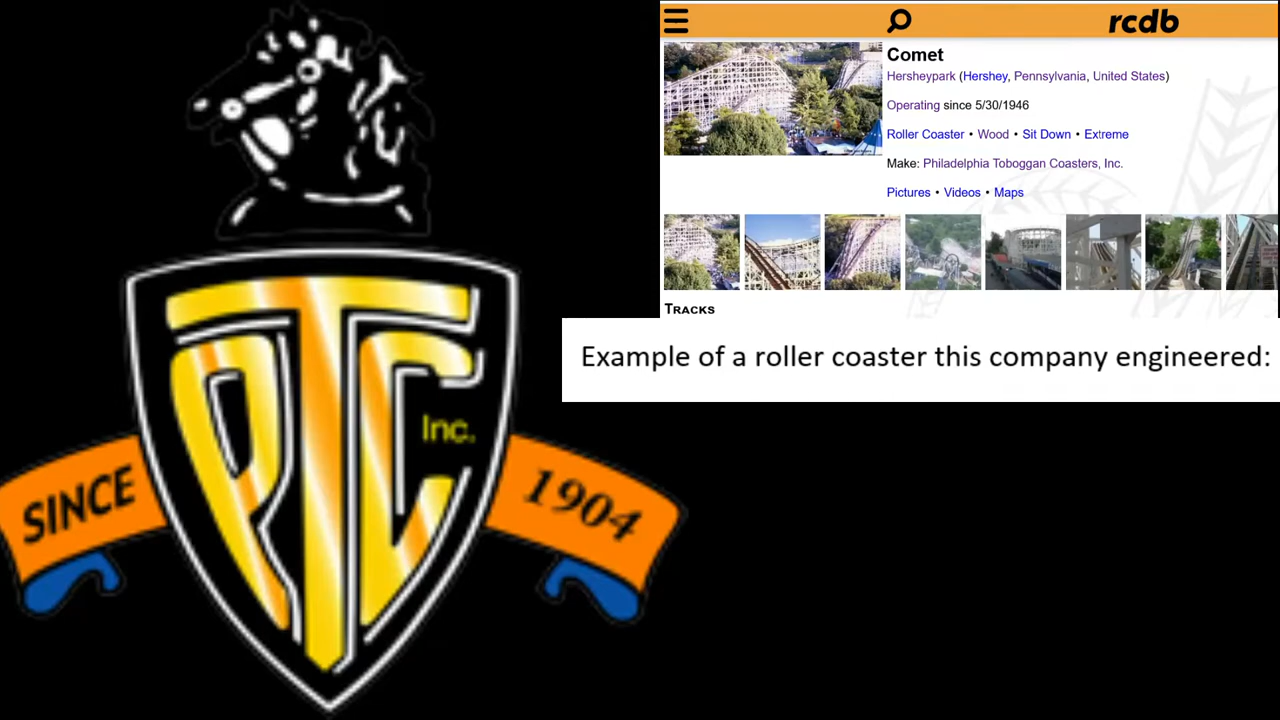 PTC
Inc.
SINCE
1904
rcdb
Comet
Hersheypark (Hershey, Pennsylvania, United States)
Operating since 5/30/1946
Roller Coaster • Wood • Sit Down • Extreme
Make: Philadelphia Toboggan Coasters, Inc.
Pictures • Videos • Maps
TRACKS
Example of a roller coaster this company engineered: